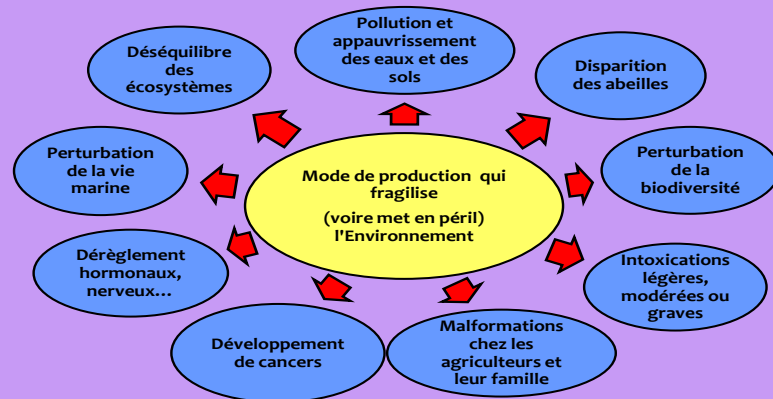 Pollution et
appauvrissement
des eaux et des
sols
Déséquilibre
des
écosystèmes
Disparition
des abeilles
Perturbation
de la vie
marine
Mode de production qui
fragilise
(voire met en péril)
l'Environnement
Perturbation
de la
biodiversité
Dérèglement
hormonaux,
nerveux...
Intoxications
légères,
modérées ou
graves
Développement
de cancers
Malformations
chez les
agriculteurs et
leur famille